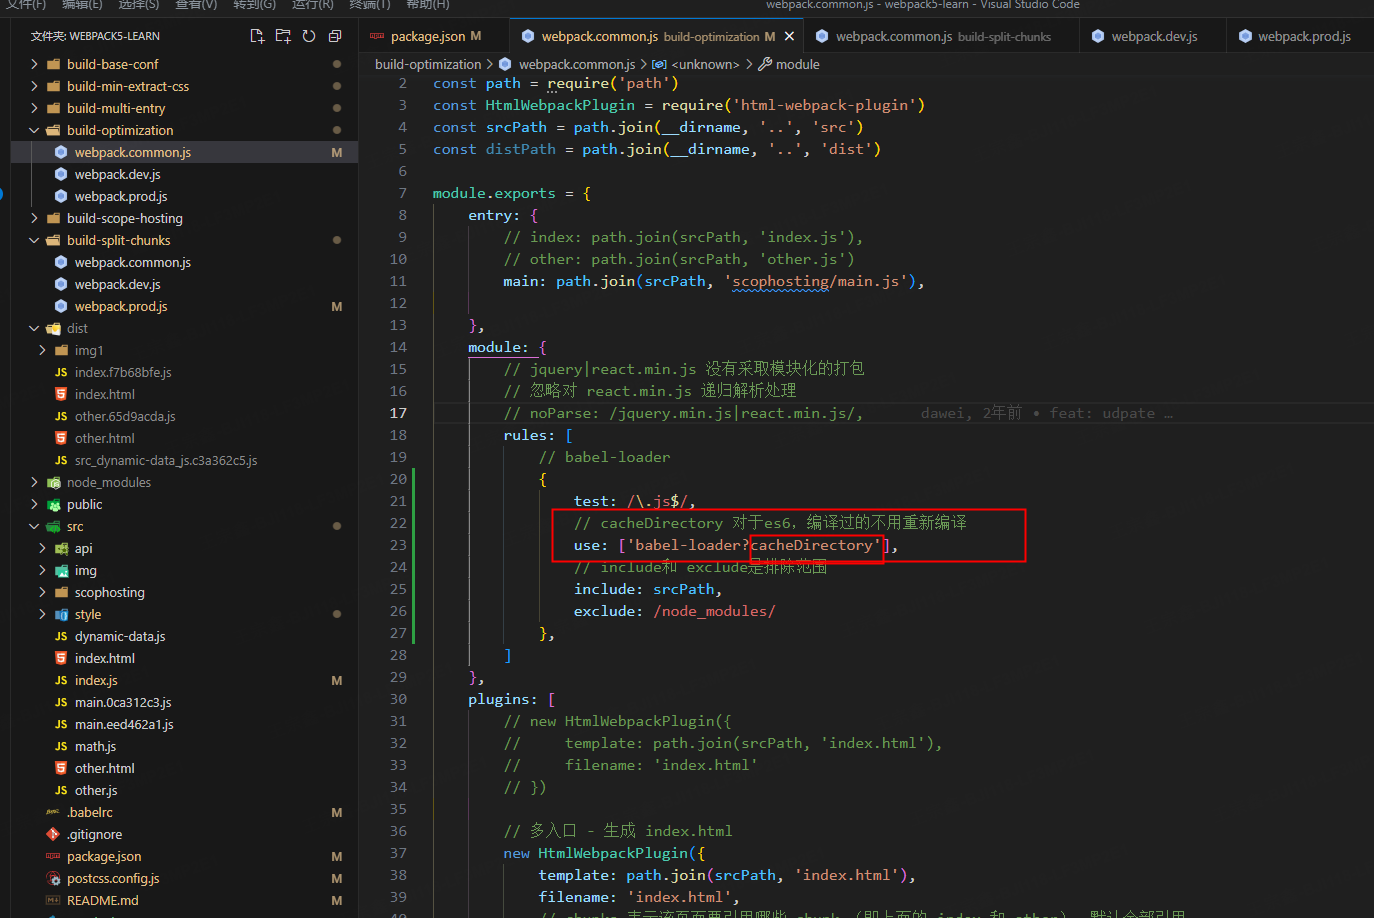 文件(F) 编辑(E) 选择(S) 查看(V) 转到(G) 运行(R) 终端(T) 帮助(H)
webpack.common.js - webpack5-learn - Visual Studio Code
文件夹: WEBPACK5-LEARN
build-base-conf
build-min-extract-css
build-multi-entry
build-optimization
webpack.common.js M
webpack.dev.js
webpack.prod.js
build-scope-hosting
build-split-chunks
webpack.common.js
webpack.dev.js
webpack.prod.js M
dist
img1
JS index.f7b68bfe.js
index.html
JS other.65d9acda.js
other.html
JS src_dynamic-data_js.c3a362c5.js
node_modules
public
src
api
img
scophosting
style
JS dynamic-data.js
index.html
JS index.js M
JS main.0ca312c3.js
JS main.eed462a1.js
JS math.js
other.html
JS other.js
.babelrc M
.gitignore
package.json M
postcss.config.js M
README.md M
package.json M
webpack.common.js build-optimization M
webpack.common.js build-split-chunks
webpack.dev.js
webpack.prod.js
build-optimization > webpack.common.js > <unknown> > module
2 const path = require('path')
3 const HtmlWebpackPlugin = require('html-webpack-plugin')
4 const srcPath = path.join(__dirname, '..', 'src')
5 const distPath = path.join(__dirname, '..', 'dist')
6
7 module.exports = {
8 entry: {
9 // index: path.join(srcPath, 'index.js'),
10 // other: path.join(srcPath, 'other.js')
11 main: path.join(srcPath, 'scophosting/main.js'),
12
13 },
14 module: {
15 // jquery|react.min.js 没有采取模块化的打包
16 // 忽略对 react.min.js 递归解析处理
17 // noParse: /jquery.min.js|react.min.js/, dawei, 2年前 • feat: udpate …
18 rules: [
19 // babel-loader
20 {
21 test: /\.js$/,
22 // cacheDirectory 对于es6，编译过的不用重新编译
23 use: ['babel-loader?cacheDirectory'],
24 // include和 exclude是排除范围
25 include: srcPath,
26 exclude: /node_modules/
27 },
28 ]
29 },
30 plugins: [
31 // new HtmlWebpackPlugin({
32 // template: path.join(srcPath, 'index.html'),
33 // filename: 'index.html'
34 // })
35
36 // 多入口 - 生成 index.html
37 new HtmlWebpackPlugin({
38 template: path.join(srcPath, 'index.html'),
39 filename: 'index.html',